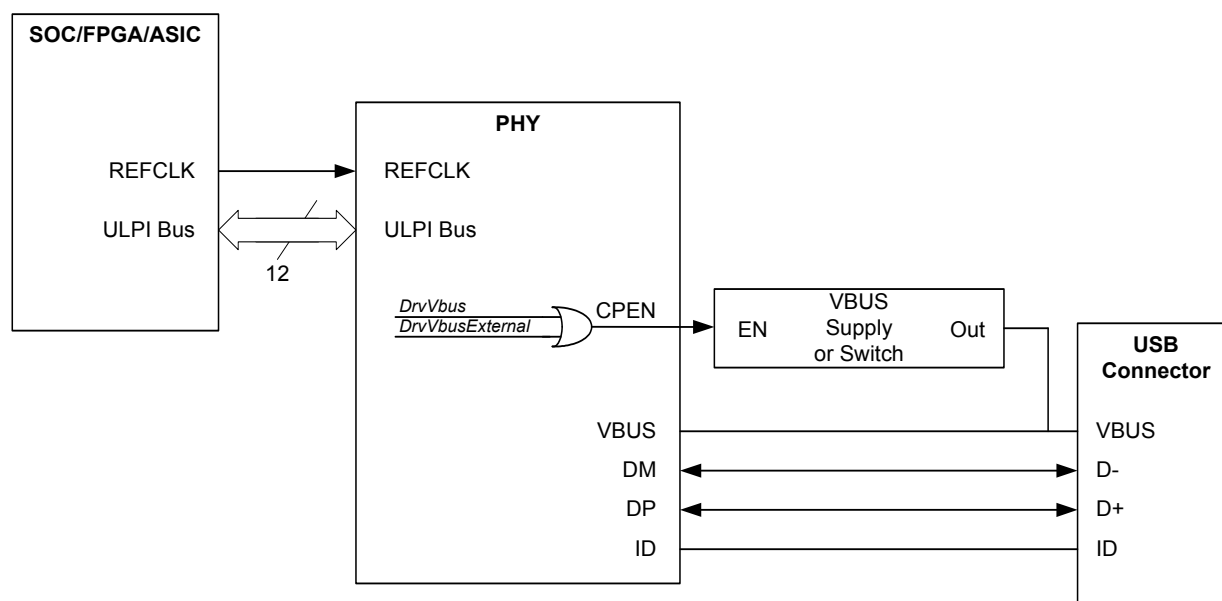 SOC/FPGA/ASIC
REFCLK
ULPI Bus
12
PHY
REFCLK
ULPI Bus
DrvVbus
DrvVbusExternal
CPEN
VBUS
DM
DP
ID
EN
VBUS
Supply
or Switch
Out
USB
Connector
VBUS
D-
D+
ID